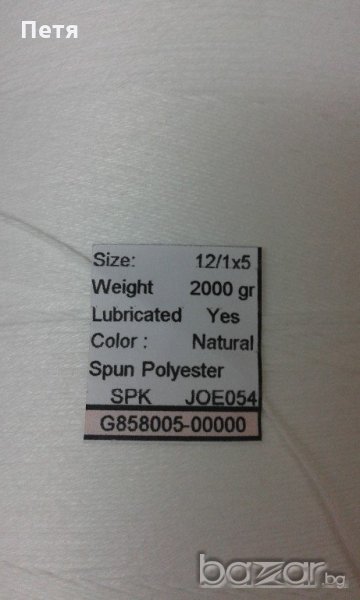 Петя
Size: 12/1x5
Weight 2000 gr
Lubricated Yes
Color : Natural
Spun Polyester
SPK JOE054
G858005-00000
bazar.bg